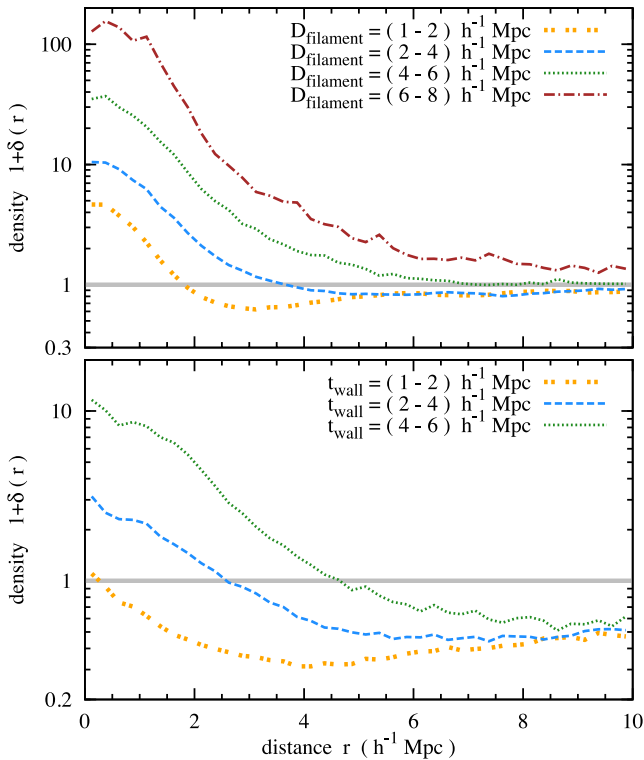 D_filament = ( 1 - 2 ) h^-1 Mpc
D_filament = ( 2 - 4 ) h^-1 Mpc
D_filament = ( 4 - 6 ) h^-1 Mpc
D_filament = ( 6 - 8 ) h^-1 Mpc
100
10
1
0.3
density 1 + δ ( r )
t_wall = ( 1 - 2 ) h^-1 Mpc
t_wall = ( 2 - 4 ) h^-1 Mpc
t_wall = ( 4 - 6 ) h^-1 Mpc
10
1
0.2
density 1 + δ ( r )
0 2 4 6 8 10
distance r ( h^-1 Mpc )